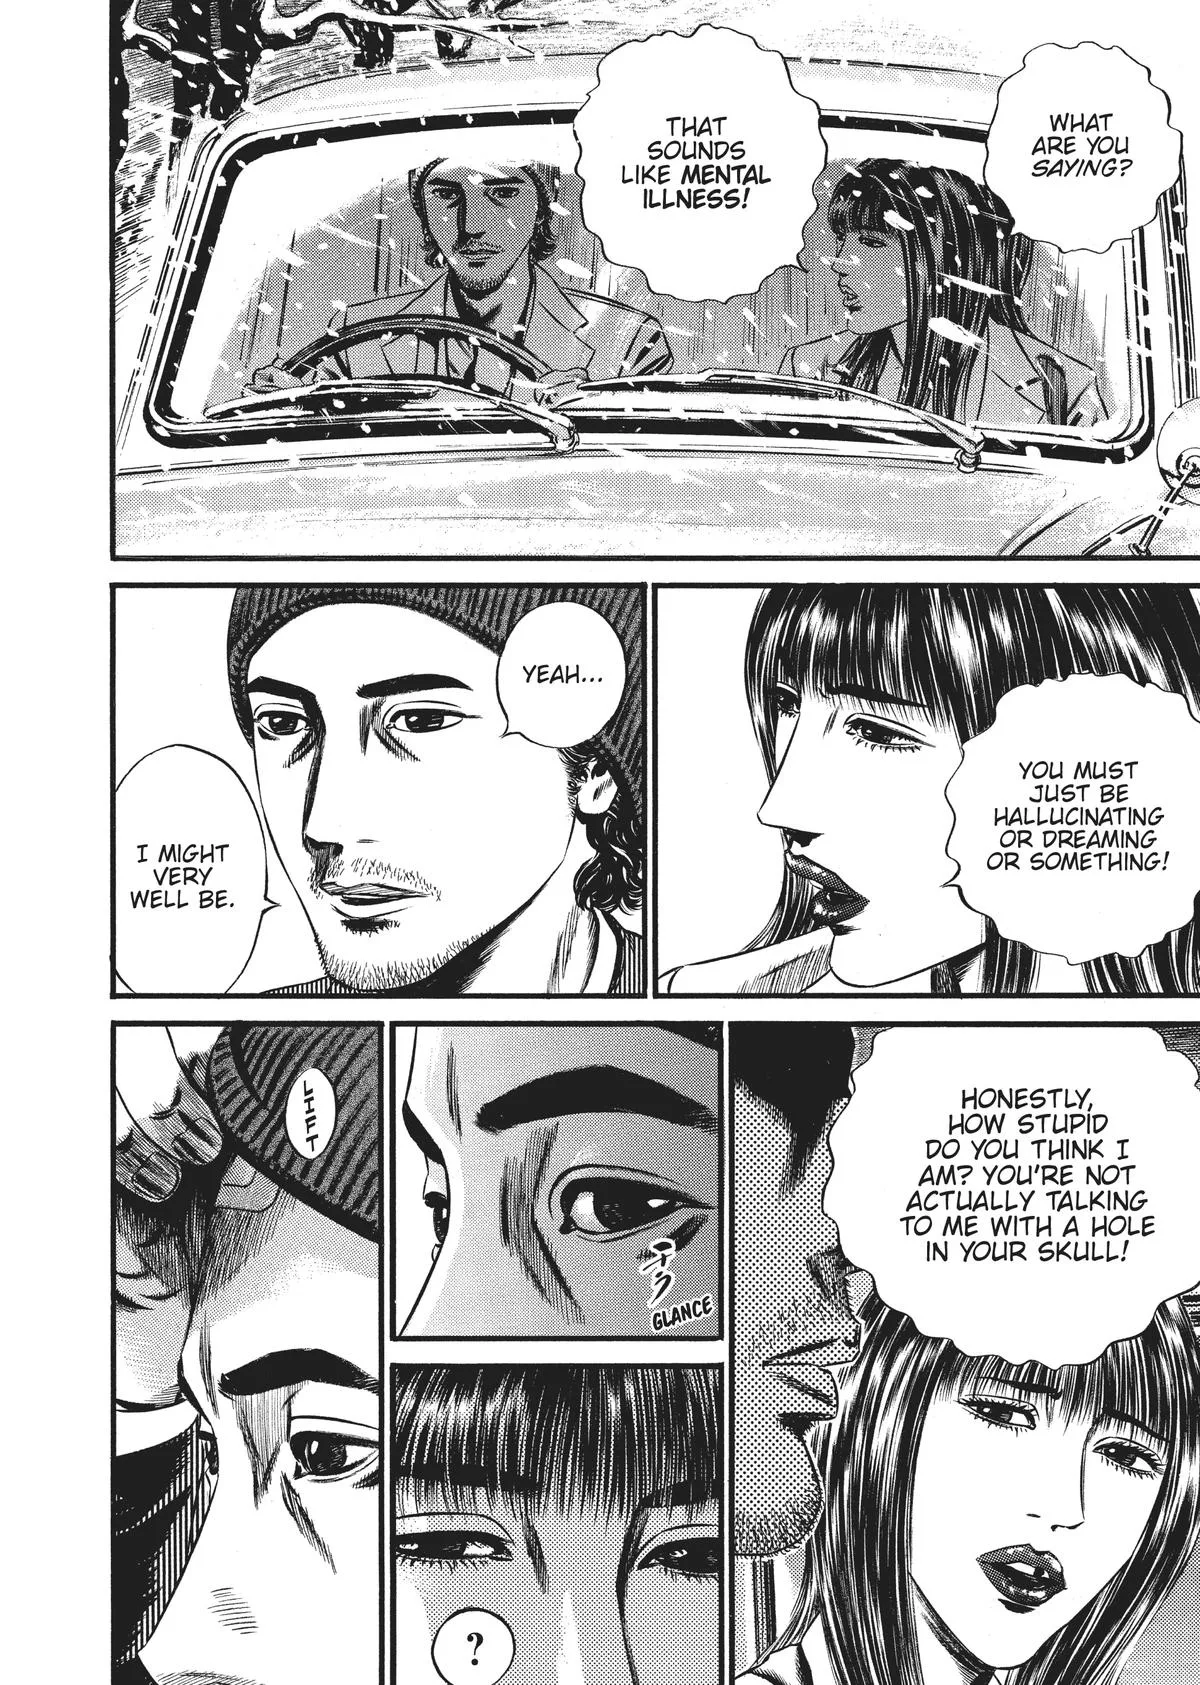 WHAT
ARE YOU
SAYING?
THAT
SOUNDS
LIKE MENTAL
ILLNESS!
YOU MUST
JUST BE
HALLUCINATING
OR DREAMING
OR SOMETHING!
YEAH...
I MIGHT
VERY
WELL BE.
HONESTLY,
HOW STUPID
DO YOU THINK I
AM? YOU'RE NOT
ACTUALLY TALKING
TO ME WITH A HOLE
IN YOUR SKULL!
チラ
GLANCE
?
LIFT